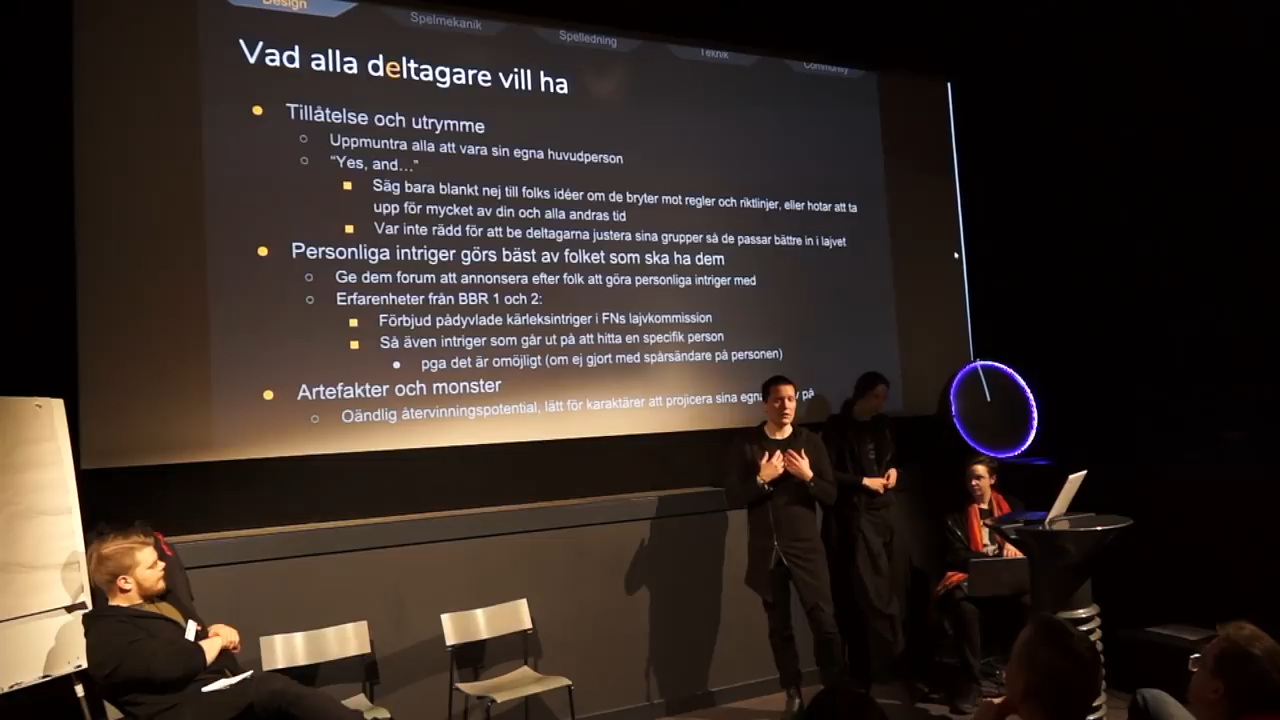 Design
Spelmekanik
Spelledning
Teknik
Community
Vad alla deltagare vill ha
Tillåtelse och utrymme
Uppmuntra alla att vara sin egna huvudperson
"Yes, and…"
Säg bara blankt nej till folks idéer om de bryter mot regler och riktlinjer, eller hotar att ta
upp för mycket av din och alla andras tid
Var inte rädd för att be deltagarna justera sina grupper så de passar bättre in i lajvet
Personliga intriger görs bäst av folket som ska ha dem
Ge dem forum att annonsera efter folk att göra personliga intriger med
Erfarenheter från BBR 1 och 2:
Förbjud pådyvlade kärleksintriger i FNs lajvkommission
Så även intriger som går ut på att hitta en specifik person
pga det är omöjligt (om ej gjort med spårsändare på personen)
Artefakter och monster
Oändlig återvinningspotential, lätt för karaktärer att projicera sina på